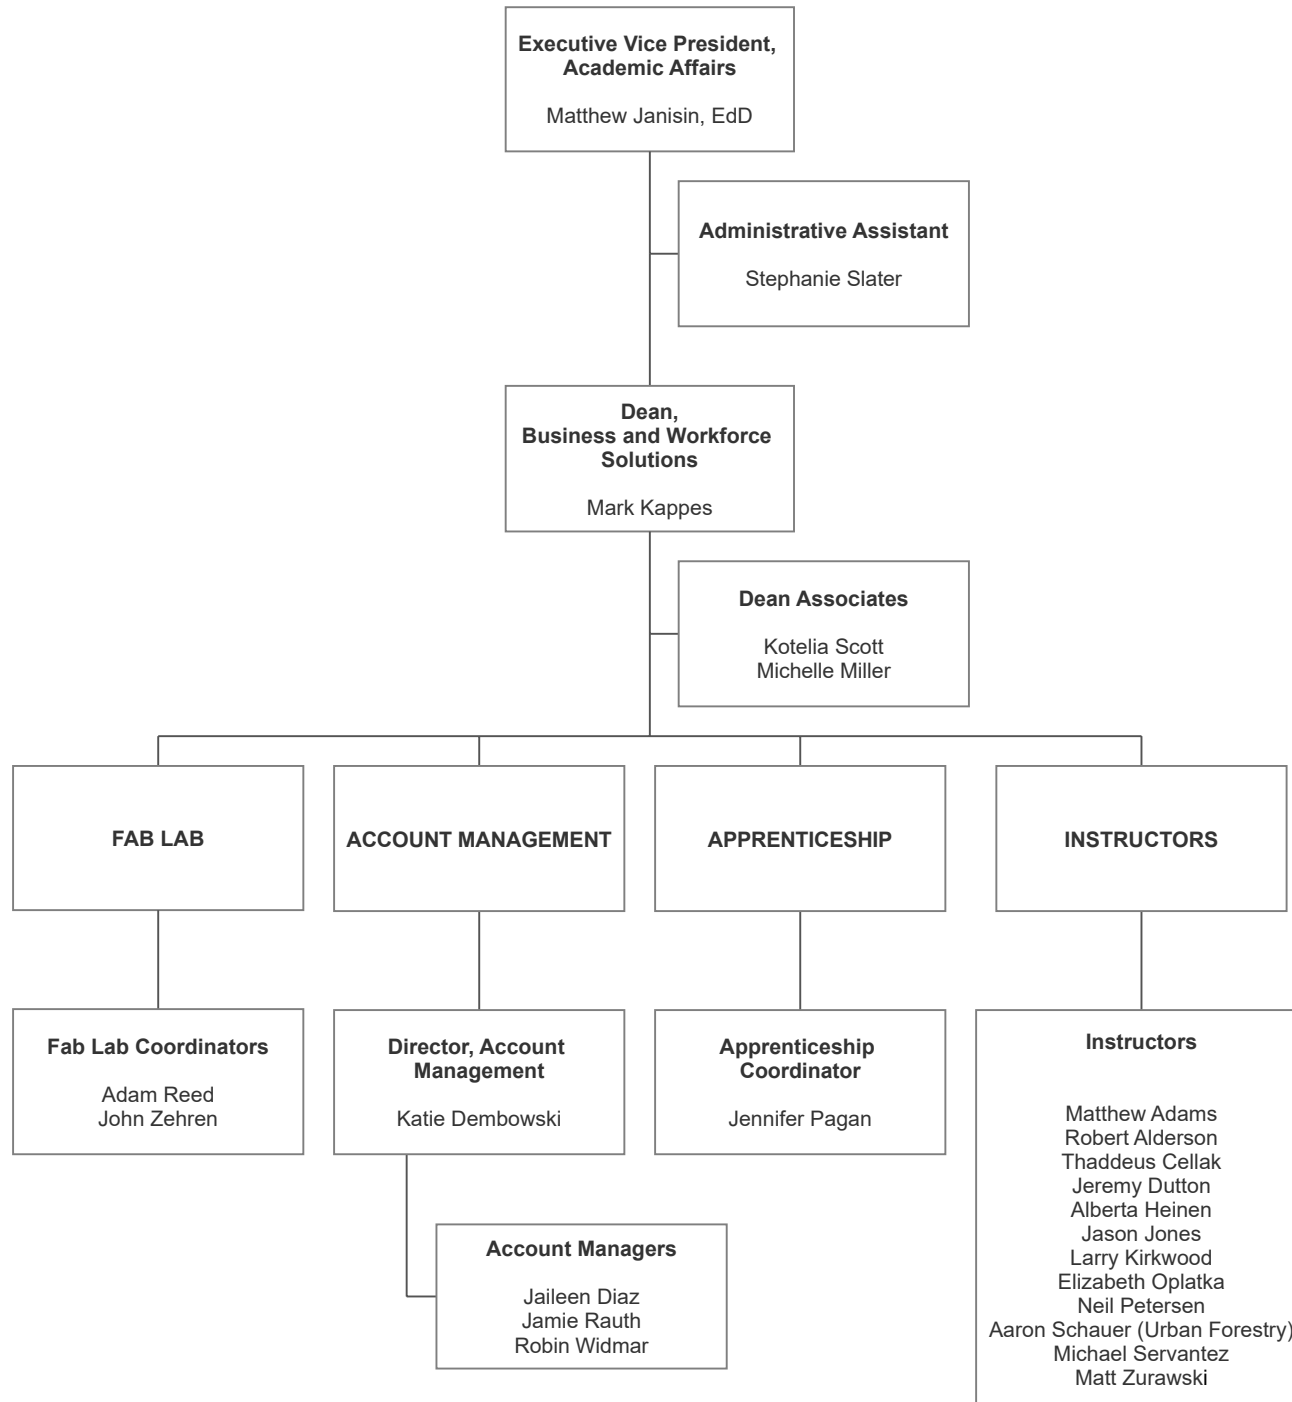 Executive Vice President,
Academic Affairs
Matthew Janisin, EdD
Administrative Assistant
Stephanie Slater
Dean,
Business and Workforce
Solutions
Mark Kappes
Dean Associates
Kotelia Scott
Michelle Miller
FAB LAB
ACCOUNT MANAGEMENT
APPRENTICESHIP
INSTRUCTORS
Fab Lab Coordinators
Adam Reed
John Zehren
Director, Account
Management
Katie Dembowski
Account Managers
Jaileen Diaz
Jamie Rauth
Robin Widmar
Apprenticeship
Coordinator
Jennifer Pagan
Instructors
Matthew Adams
Robert Alderson
Thaddeus Cellak
Jeremy Dutton
Alberta Heinen
Jason Jones
Larry Kirkwood
Elizabeth Oplatka
Neil Petersen
Aaron Schauer (Urban Forestry)
Michael Servantez
Matt Zurawski